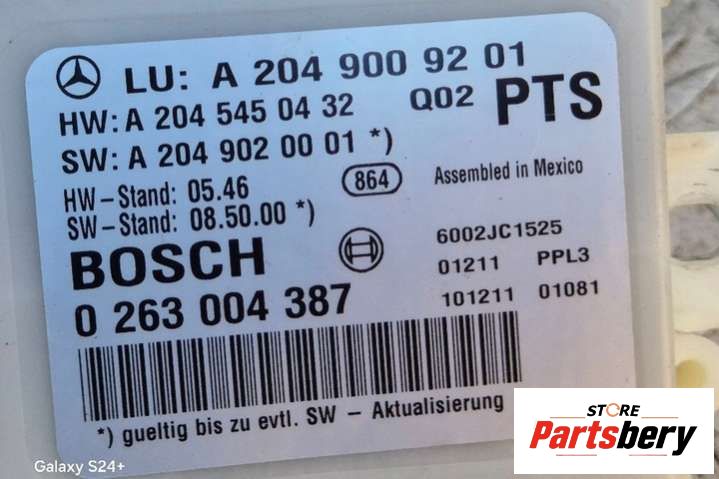 LU: A 204 900 92 01
HW: A 204 545 04 32 Q02 PTS
SW: A 204 902 00 01 *)
HW-Stand: 05.46 864 Assembled in Mexico
SW-Stand: 08.50.00 *)
BOSCH 6002JC1525
01211 PPL3
0 263 004 387 101211 01081
*) gueltig bis zu evtl. SW - Aktualisierung
STORE
Partsbery
Galaxy S24+